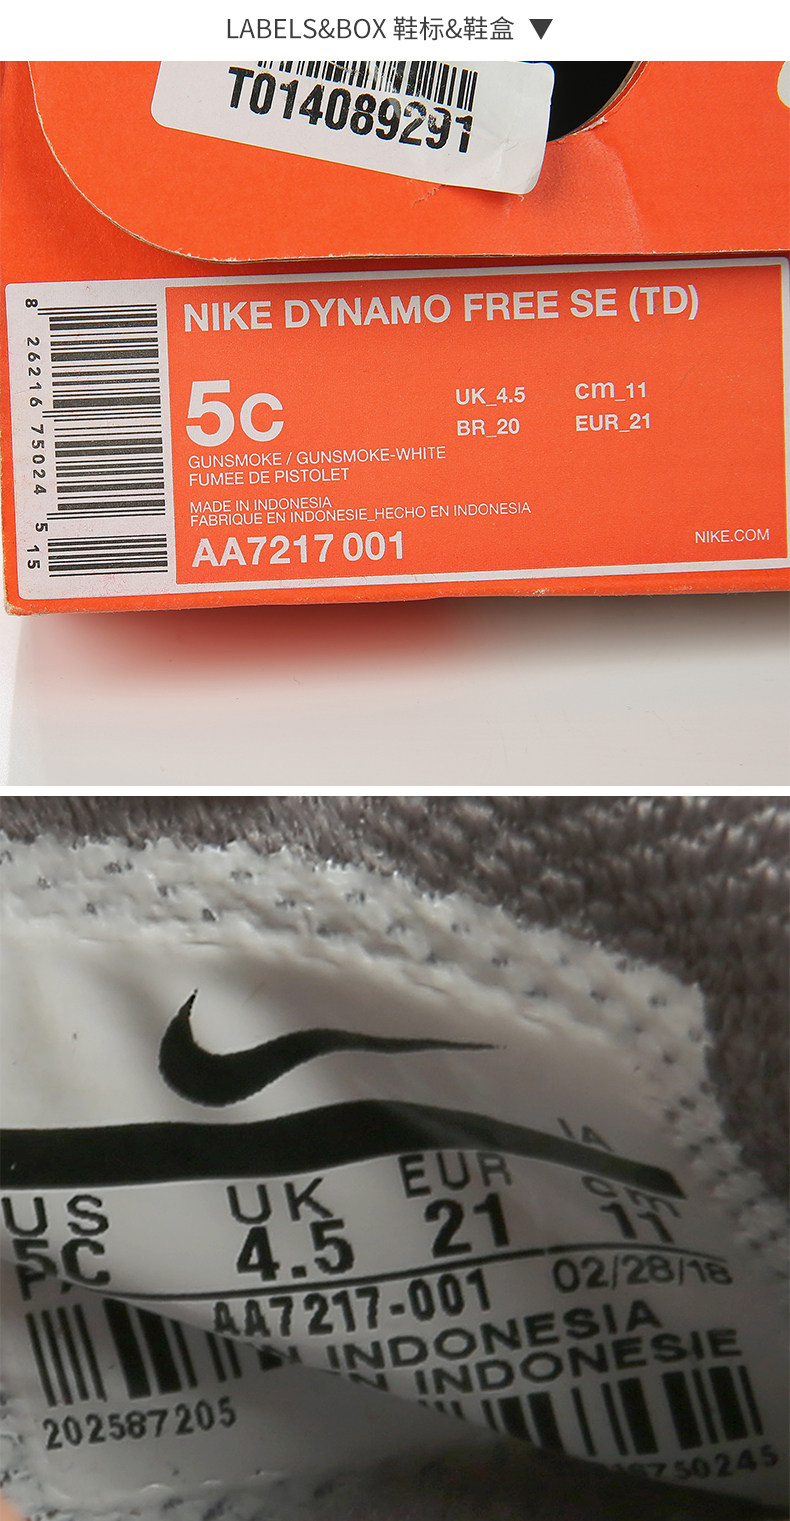 LABELS&BOX 鞋标&鞋盒
T014089291
8 26216 75024 5 15
NIKE DYNAMO FREE SE (TD)
5C
UK_4.5 cm_11
BR_20 EUR_21
GUNSMOKE / GUNSMOKE-WHITE
FUMEE DE PISTOLET
MADE IN INDONESIA
FABRIQUE EN INDONESIE_HECHO EN INDONESIA
AA7217 001
NIKE.COM
US UK EUR cm
5C 4.5 21 11
AA7217-001 02/28/18
INDONESIA
INDONESIE
202587205